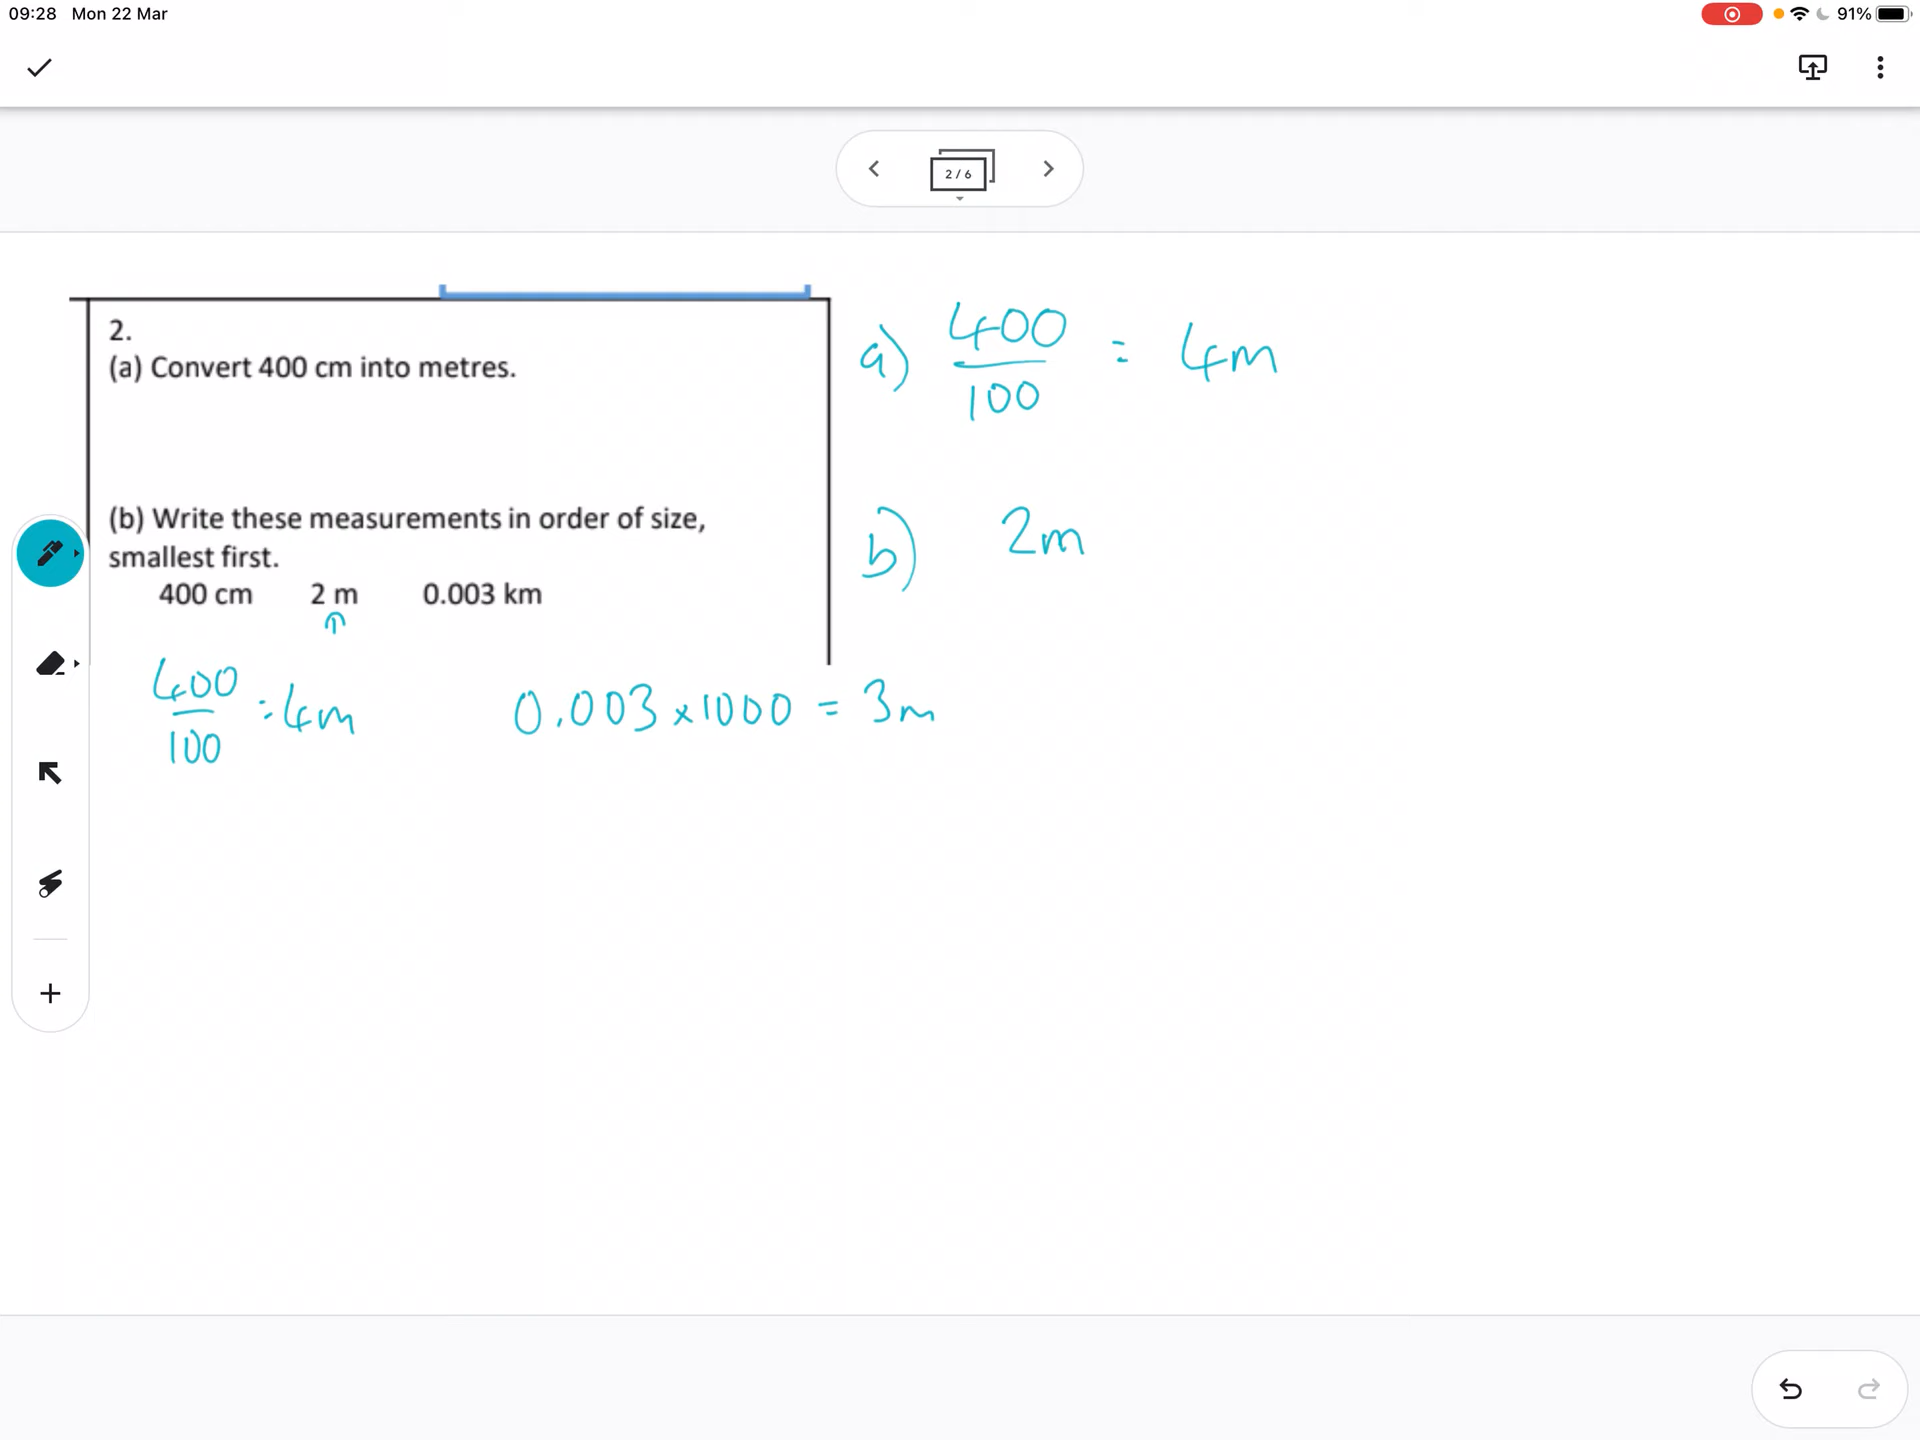 09:28 Mon 22 Mar
91%
2 / 6
2.
(a) Convert 400 cm into metres.
(b) Write these measurements in order of size,
smallest first.
400 cm 2 m 0.003 km
a) 400/100 = 4m
b) 2m
400/100 = 4m
0.003 × 1000 = 3m